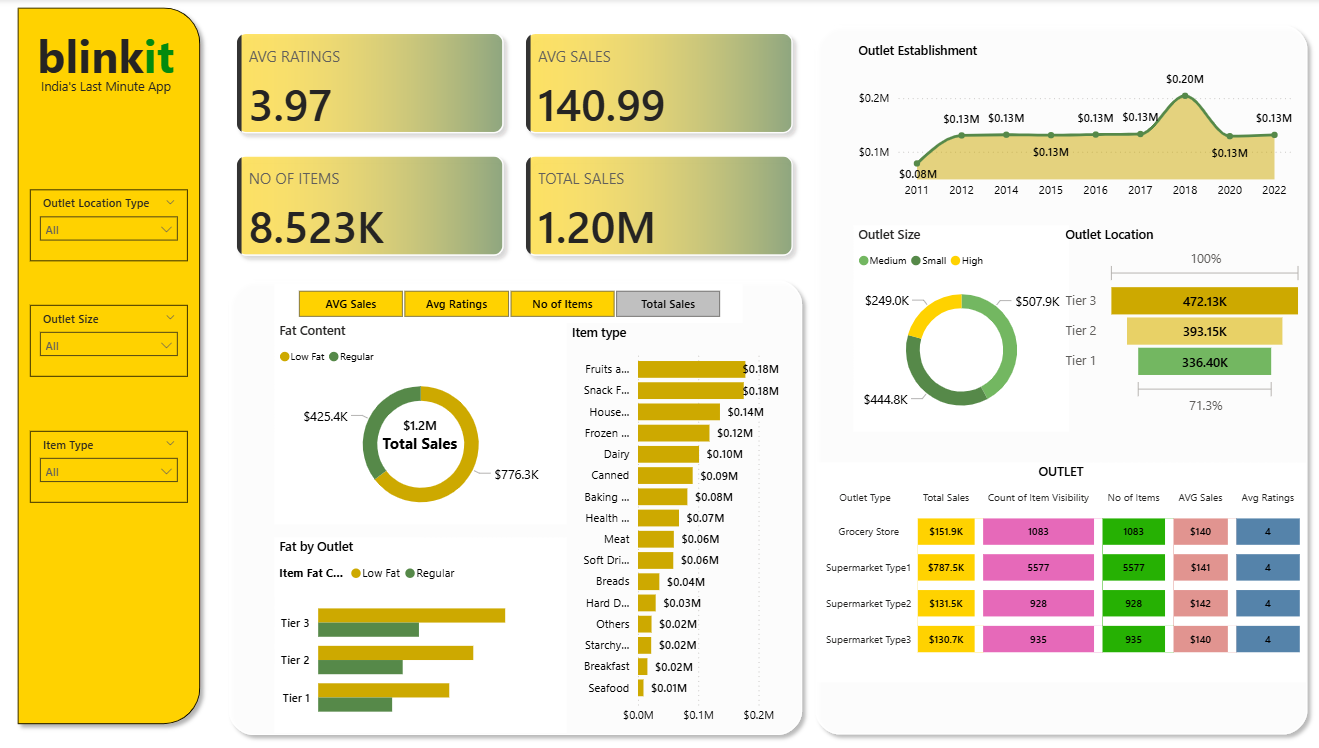 blinkit
India's Last Minute App
Outlet Location Type
All
Outlet Size
All
Item Type
All
AVG RATINGS
3.97
AVG SALES
140.99
NO OF ITEMS
8.523K
TOTAL SALES
1.20M
AVG Sales
Avg Ratings
No of Items
Total Sales
Fat Content
Low Fat Regular
$425.4K
$1.2M
Total Sales
$776.3K
Fat by Outlet
Item Fat C... Low Fat Regular
Tier 3
Tier 2
Tier 1
Item type
Fruits a... $0.18M
Snack F... $0.18M
House... $0.14M
Frozen ... $0.12M
Dairy $0.10M
Canned $0.09M
Baking ... $0.08M
Health ... $0.07M
Meat $0.06M
Soft Dri... $0.06M
Breads $0.04M
Hard D... $0.03M
Others $0.02M
Starchy... $0.02M
Breakfast $0.02M
Seafood $0.01M
$0.0M $0.1M $0.2M
Outlet Establishment
$0.2M
$0.1M
$0.08M $0.13M $0.13M $0.13M $0.13M $0.13M $0.20M $0.13M $0.13M
2011 2012 2014 2015 2016 2017 2018 2020 2022
Outlet Size
Medium Small High
$249.0K
$507.9K
$444.8K
Outlet Location
100%
Tier 3 472.13K
Tier 2 393.15K
Tier 1 336.40K
71.3%
OUTLET
Outlet Type Total Sales Count of Item Visibility No of Items AVG Sales Avg Ratings
Grocery Store $151.9K 1083 1083 $140 4
Supermarket Type1 $787.5K 5577 5577 $141 4
Supermarket Type2 $131.5K 928 928 $142 4
Supermarket Type3 $130.7K 935 935 $140 4